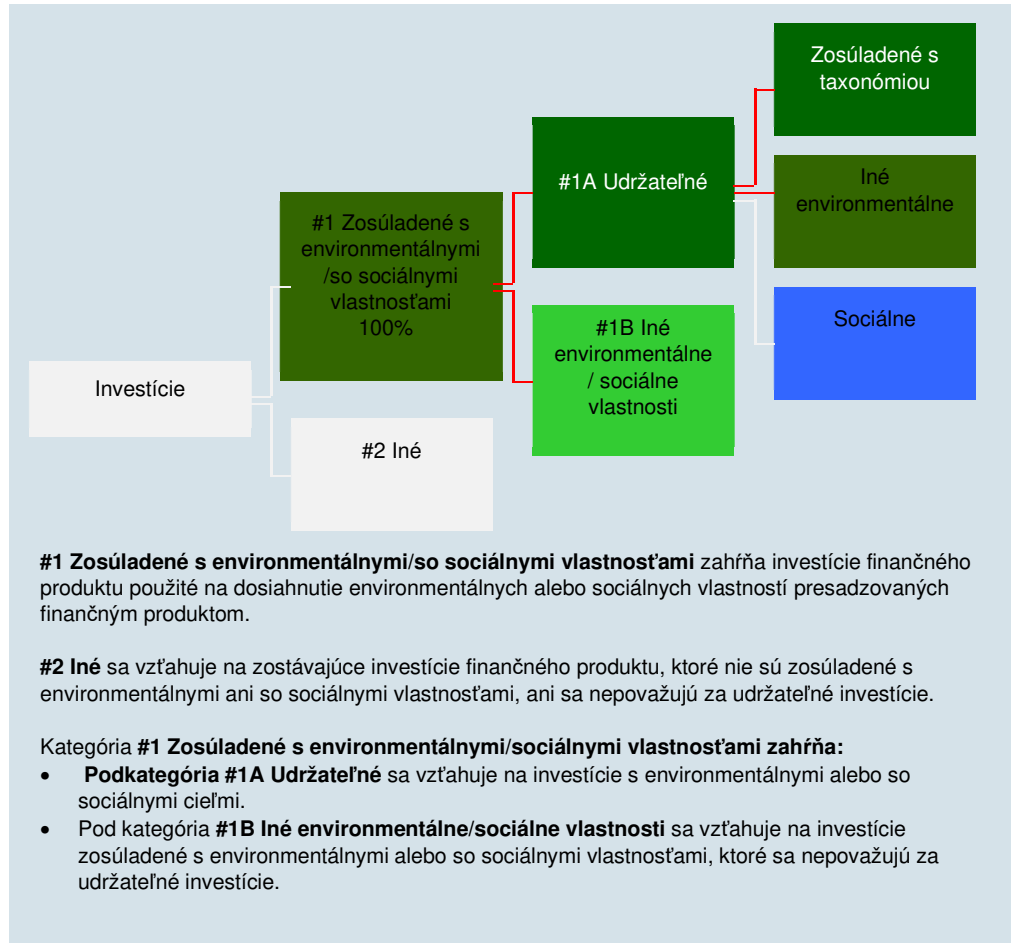 Zosúladené s
taxonómiou
#1A Udržateľné
Iné
environmentálne
#1 Zosúladené s
environmentálnymi
/so sociálnymi
vlastnosťami
100%
Sociálne
#1B Iné
environmentálne
/ sociálne
vlastnosti
Investície
#2 Iné
#1 Zosúladené s environmentálnymi/so sociálnymi vlastnosťami zahŕňa investície finančného
produktu použité na dosiahnutie environmentálnych alebo sociálnych vlastností presadzovaných
finančným produktom.
#2 Iné sa vzťahuje na zostávajúce investície finančného produktu, ktoré nie sú zosúladené s
environmentálnymi ani so sociálnymi vlastnosťami, ani sa nepovažujú za udržateľné investície.
Kategória #1 Zosúladené s environmentálnymi/sociálnymi vlastnosťami zahŕňa:
• Podkategória #1A Udržateľné sa vzťahuje na investície s environmentálnymi alebo so
sociálnymi cieľmi.
• Pod kategória #1B Iné environmentálne/sociálne vlastnosti sa vzťahuje na investície
zosúladené s environmentálnymi alebo so sociálnymi vlastnosťami, ktoré sa nepovažujú za
udržateľné investície.